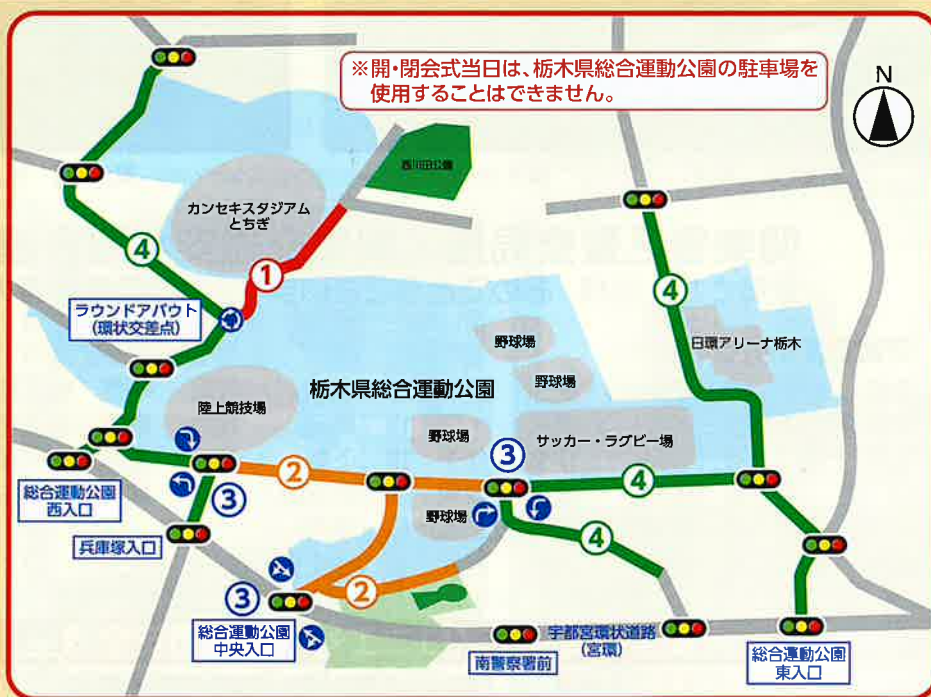 ※開・閉会式当日は、栃木県総合運動公園の駐車場を
使用することはできません。
N
西川田公園
カンセキスタジアム
とちぎ
4
1
4
ラウンドアバウト
(環状交差点)
日環アリーナ栃木
野球場
野球場
栃木県総合運動公園
陸上競技場
野球場
サッカー・ラグビー場
3
2
4
総合運動公園
西入口
3
野球場
兵庫塚入口
4
2
3
総合運動公園
中央入口
南警察署前
宇都宮環状道路
(宮環)
総合運動公園
東入口